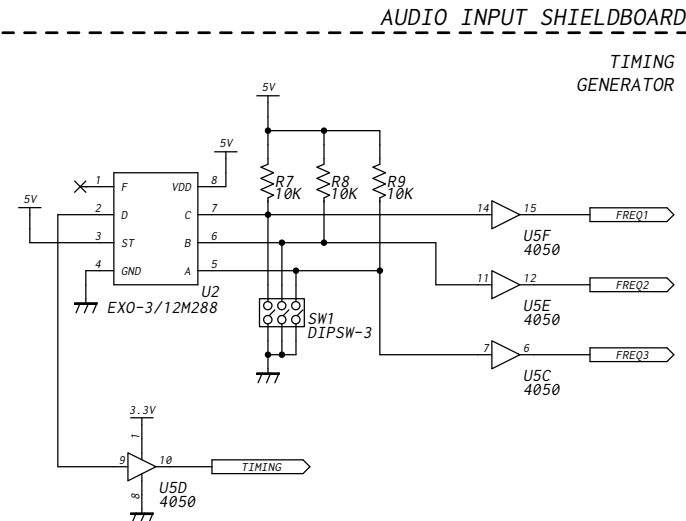 AUDIO INPUT SHIELDBOARD
TIMING
GENERATOR
5V
5V
5V
1 F VDD 8
2 D C 7
3 ST B 6
4 GND A 5
U2
EXO-3/12M288
R7
10K
R8
10K
R9
10K
SW1
DIPSW-3
14 15 FREQ1
U5F
4050
11 12 FREQ2
U5E
4050
7 6 FREQ3
U5C
4050
3.3V
1
9 10 TIMING
8
U5D
4050